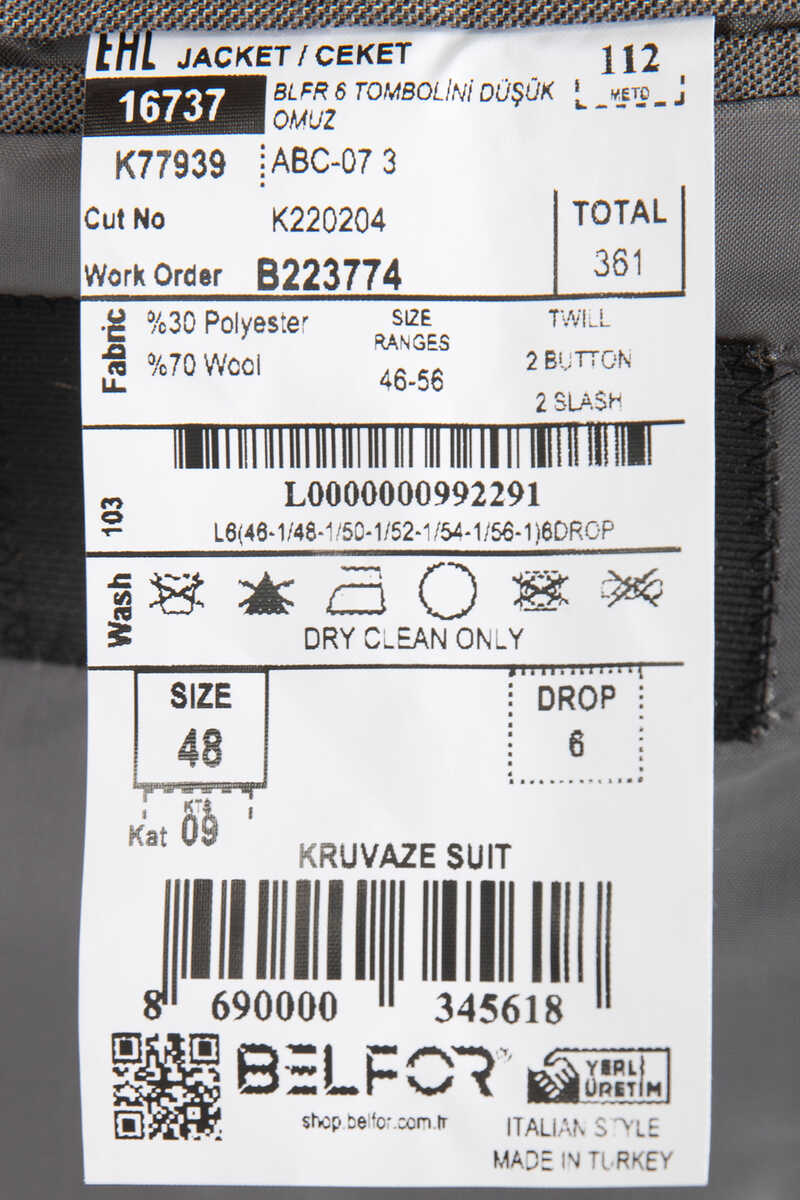 EHL JACKET / CEKET 112
16737 BLFR 6 TOMBOLİNİ DÜŞÜK OMUZ METO
K77939 ABC-07 3
Cut No K220204 TOTAL
Work Order B223774 361
Fabric %30 Polyester SIZE RANGES TWILL
%70 Wool 46-56 2 BUTTON
2 SLASH
L0000000992291
103 L6(46-1/48-1/50-1/52-1/54-1/56-1)6DROP
Wash
DRY CLEAN ONLY
SIZE DROP
48 6
KTS
Kat 09
KRUVAZE SUIT
8 690000 345618
BELFOR YERLİ ÜRETİM
shop.belfor.com.tr ITALIAN STYLE
MADE IN TURKEY